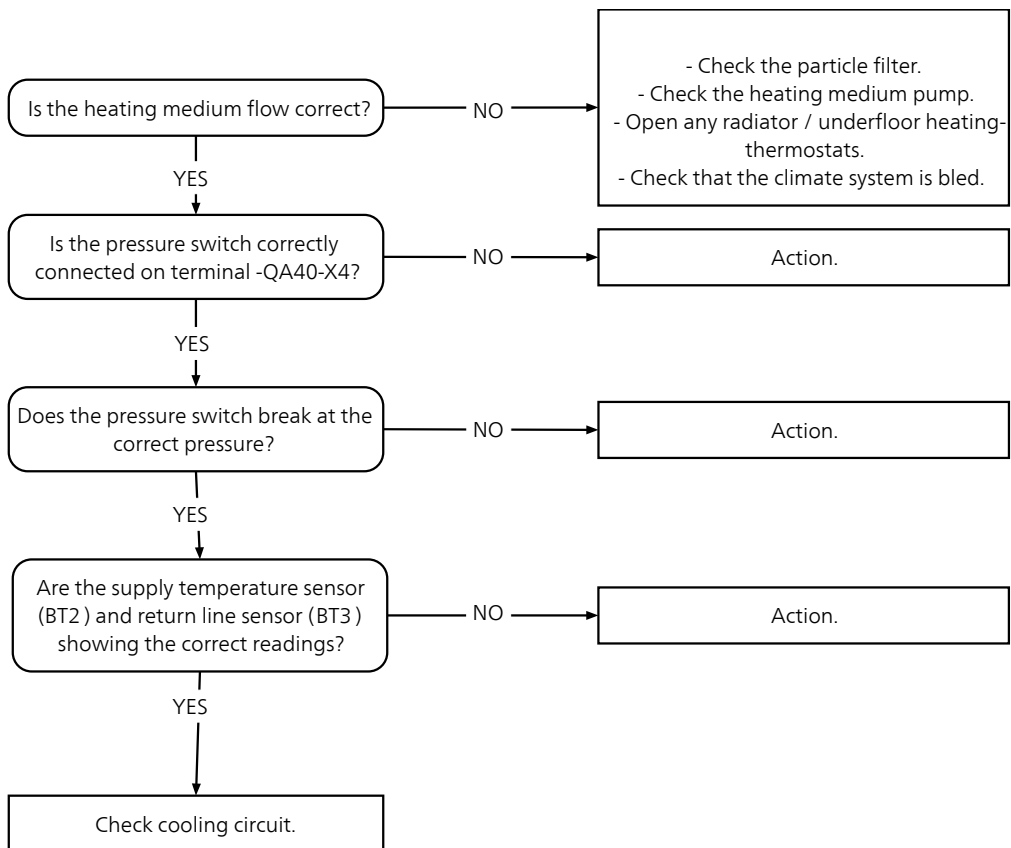 Is the heating medium flow correct?
NO
- Check the particle filter.
- Check the heating medium pump.
- Open any radiator / underfloor heating-
thermostats.
- Check that the climate system is bled.
YES
Is the pressure switch correctly
connected on terminal -QA40-X4?
NO
Action.
YES
Does the pressure switch break at the
correct pressure?
NO
Action.
YES
Are the supply temperature sensor
(BT2) and return line sensor (BT3)
showing the correct readings?
NO
Action.
YES
Check cooling circuit.